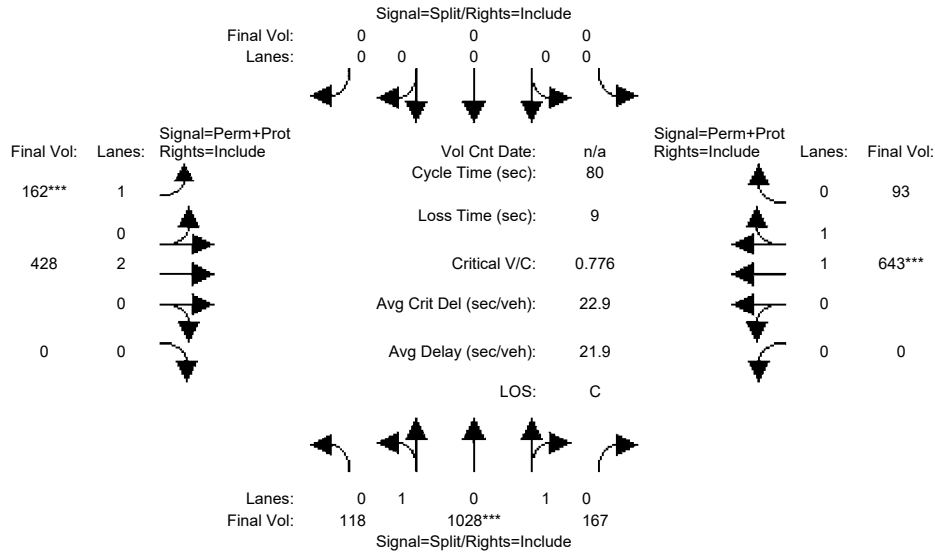 Signal=Split/Rights=Include
Final Vol: 0 0 0
Lanes: 0 0 0 0 0
Signal=Perm+Prot
Final Vol: Lanes: Rights=Include
Vol Cnt Date: n/a
Signal=Perm+Prot
Rights=Include Lanes: Final Vol:
Cycle Time (sec): 80
162*** 1
0 93
Loss Time (sec): 9
0
1
428 2
Critical V/C: 0.776
1 643***
0
Avg Crit Del (sec/veh): 22.9
0
0 0
Avg Delay (sec/veh): 21.9
0 0
LOS: C
Lanes: 0 1 0 1 0
Final Vol: 118 1028*** 167
Signal=Split/Rights=Include